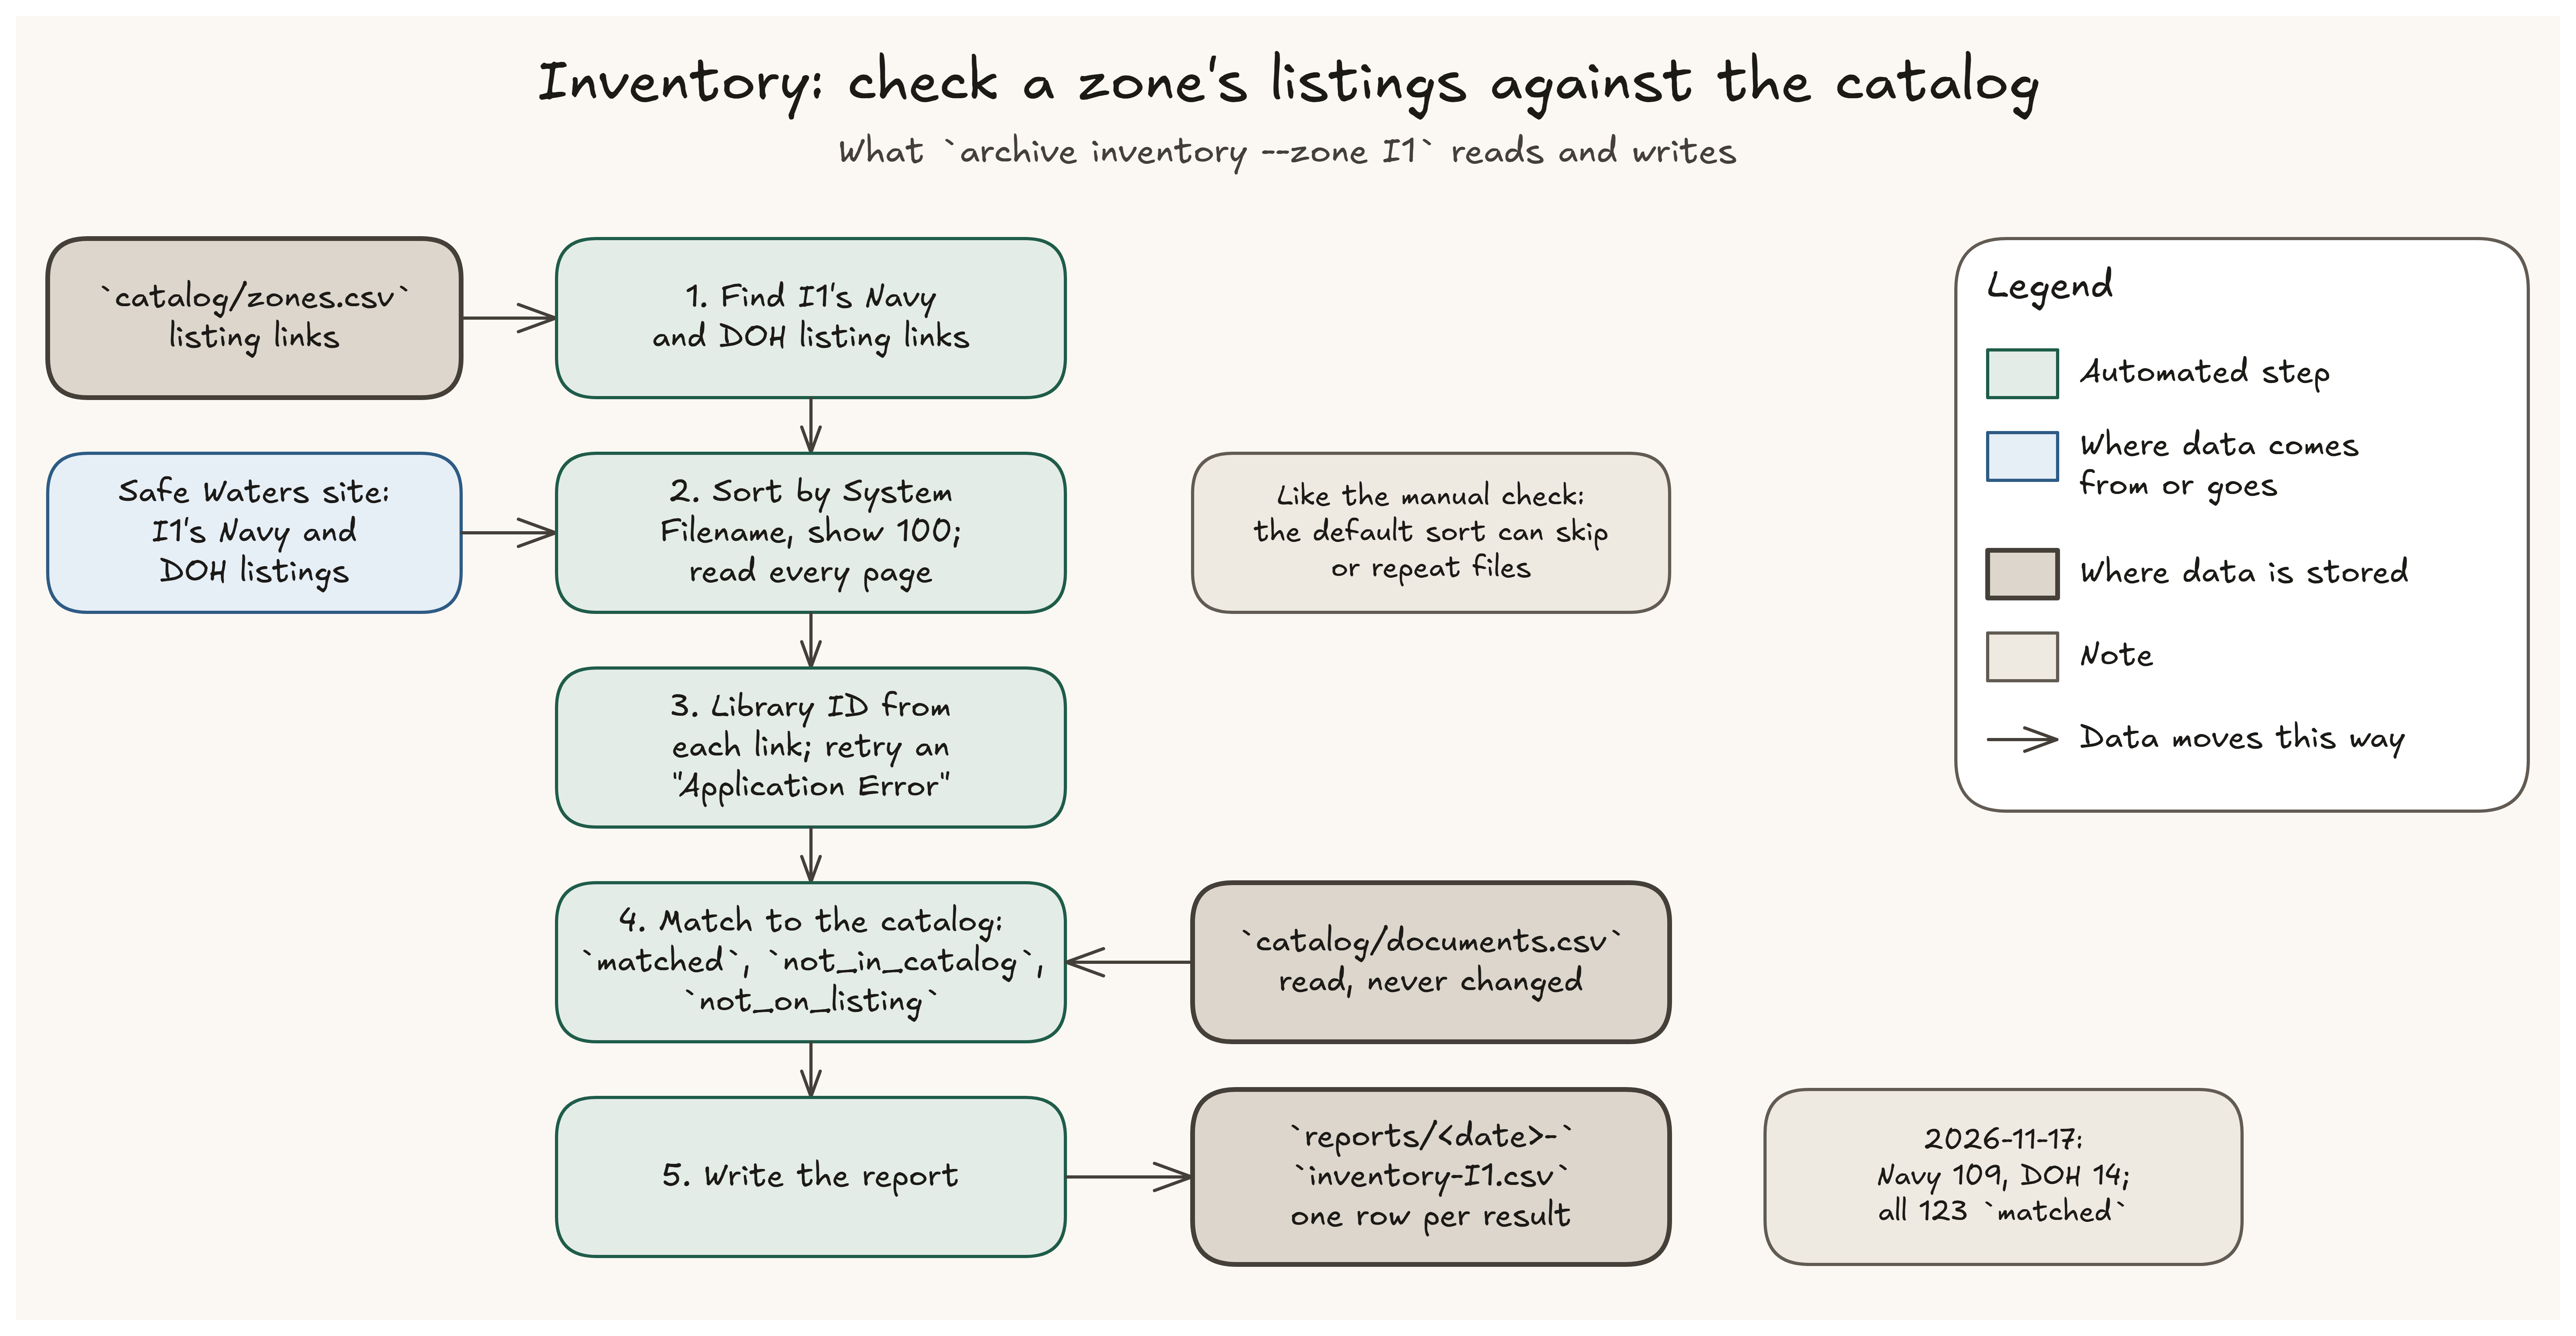 Inventory: check a zone's listings against the catalog
What `archive inventory --zone I1` reads and writes
`catalog/zones.csv`
listing links
1. Find I1's Navy
and DOH listing links
Safe Waters site:
I1's Navy and
DOH listings
2. Sort by System
Filename, show 100;
read every page
Like the manual check:
the default sort can skip
or repeat files
3. Library ID from
each link; retry an
"Application Error"
4. Match to the catalog:
`matched`, `not_in_catalog`,
`not_on_listing`
`catalog/documents.csv`
read, never changed
5. Write the report
`reports/<date>-`
`inventory-I1.csv`
one row per result
2026-11-17:
Navy 109, DOH 14;
all 123 `matched`
Legend
Automated step
Where data comes
from or goes
Where data is stored
Note
Data moves this way